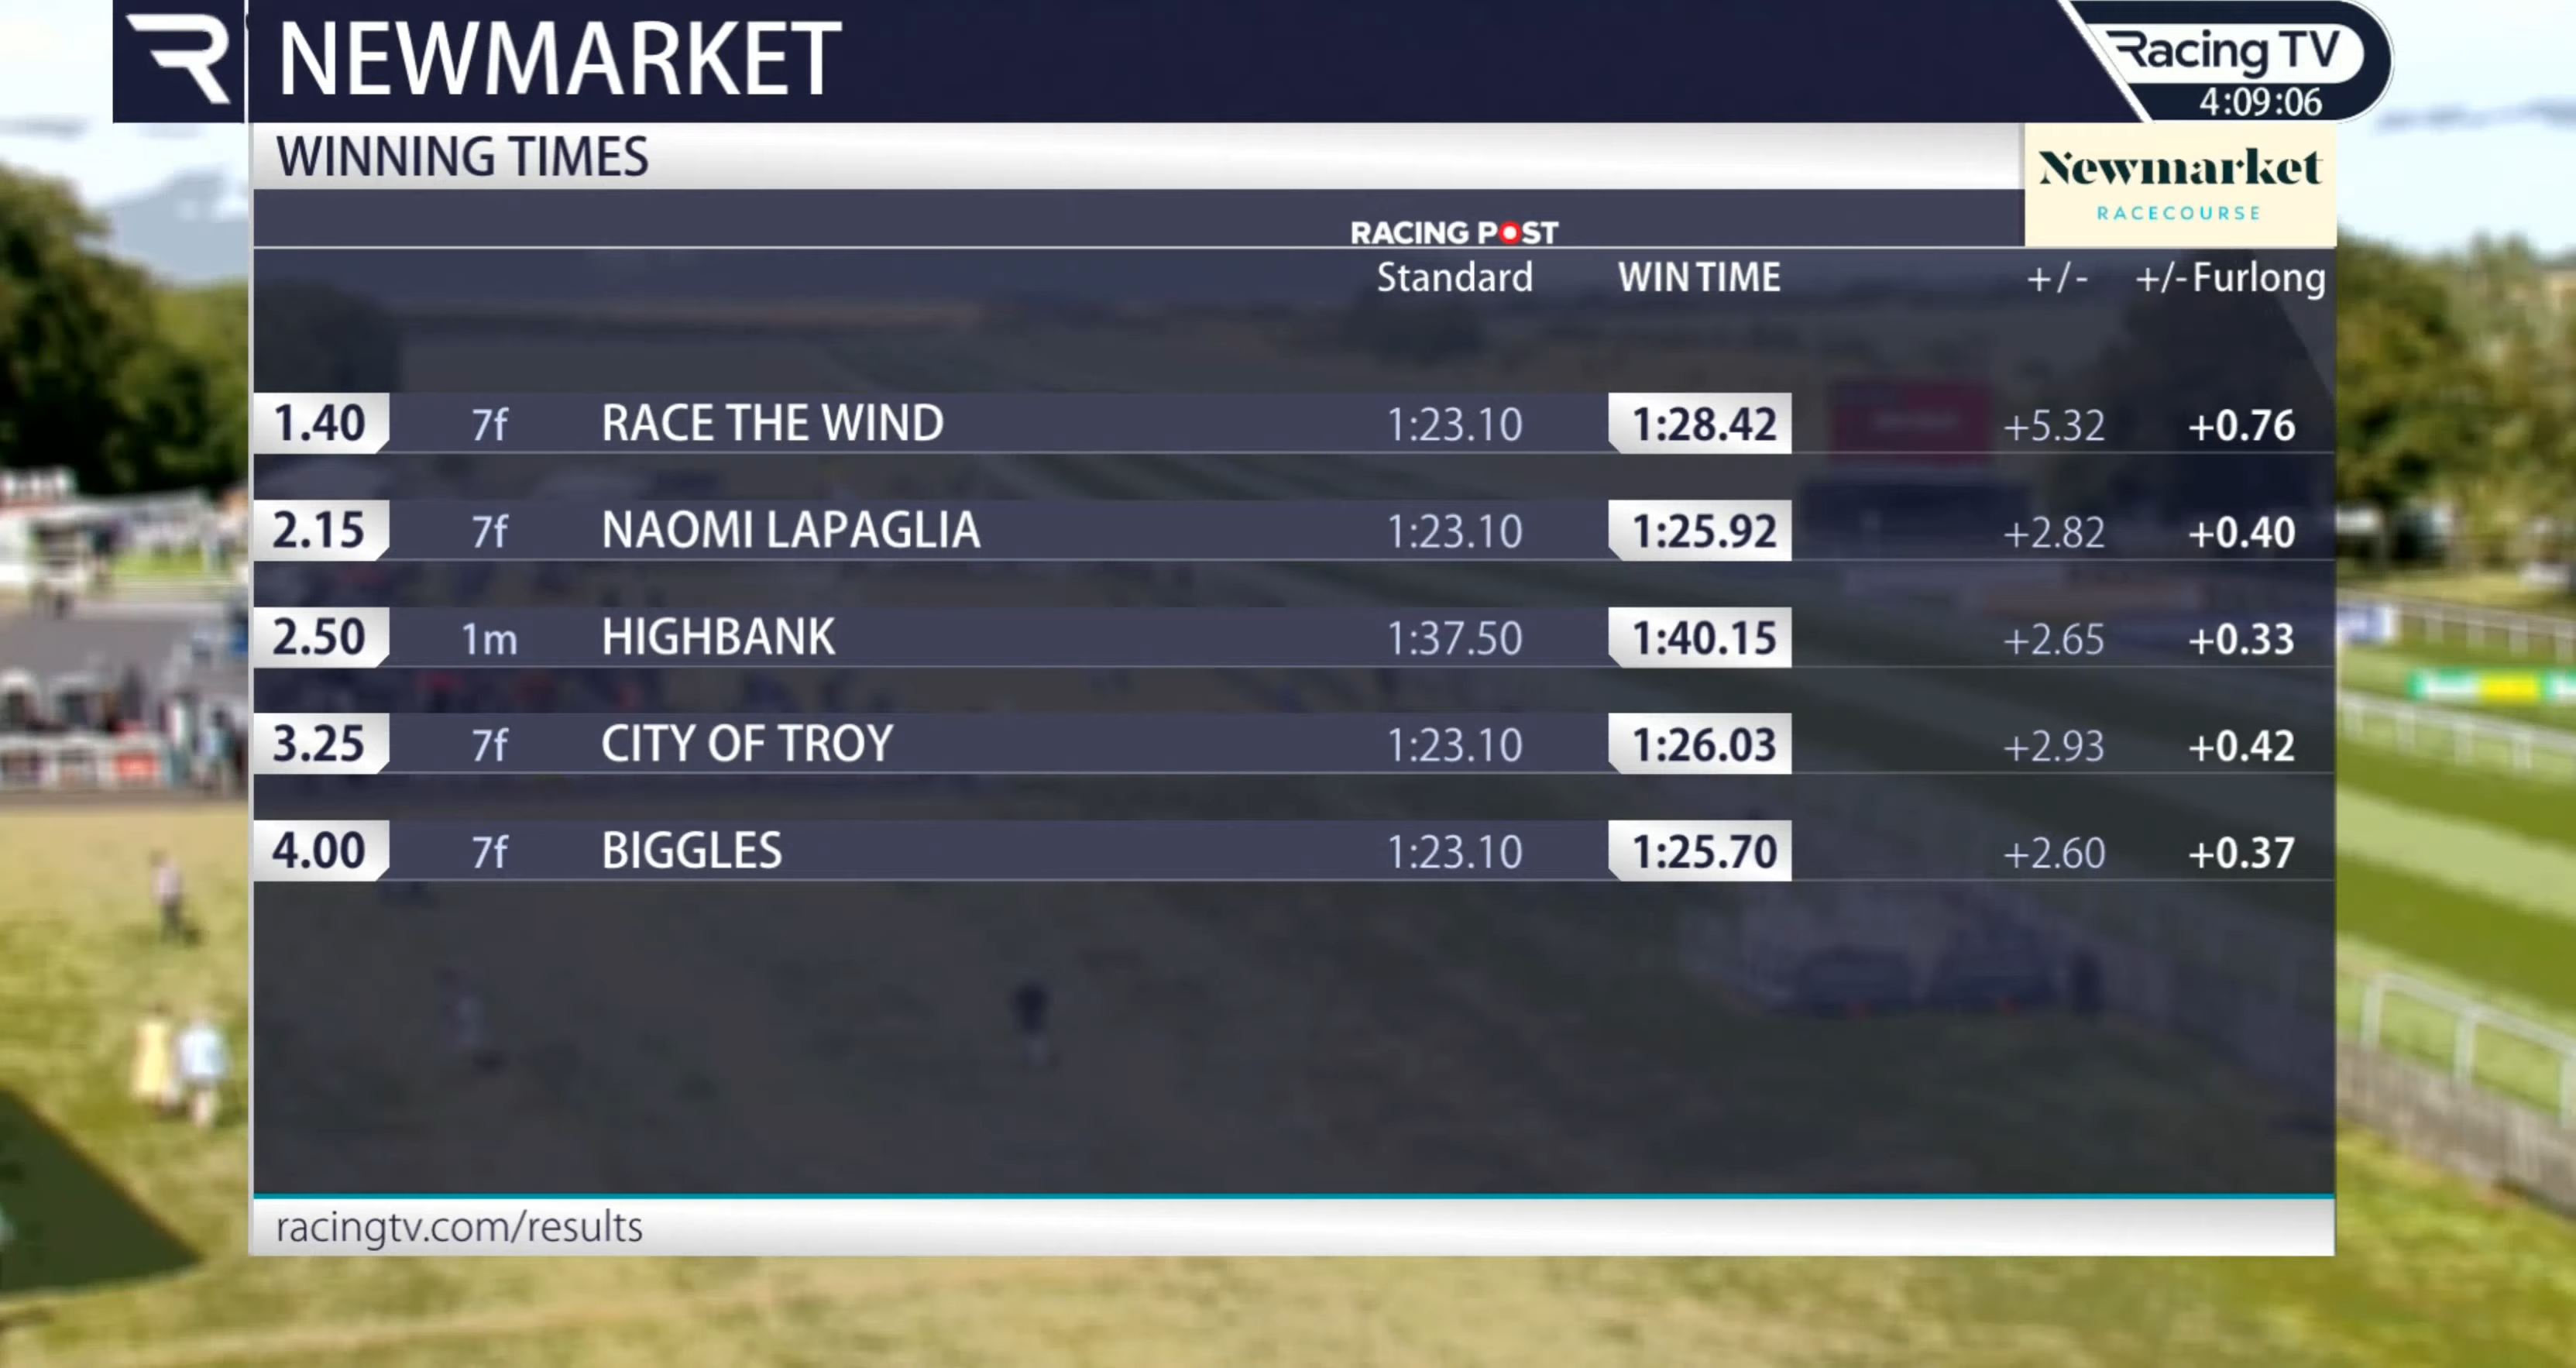 NEWMARKET
Racing TV
4:09:06
WINNING TIMES
Newmarket
RACECOURSE
RACING POST
Standard WIN TIME +/- +/-Furlong
1.40 7f RACE THE WIND 1:23.10 1:28.42 +5.32 +0.76
2.15 7f NAOMI LAPAGLIA 1:23.10 1:25.92 +2.82 +0.40
2.50 1m HIGHBANK 1:37.50 1:40.15 +2.65 +0.33
3.25 7f CITY OF TROY 1:23.10 1:26.03 +2.93 +0.42
4.00 7f BIGGLES 1:23.10 1:25.70 +2.60 +0.37
racingtv.com/results